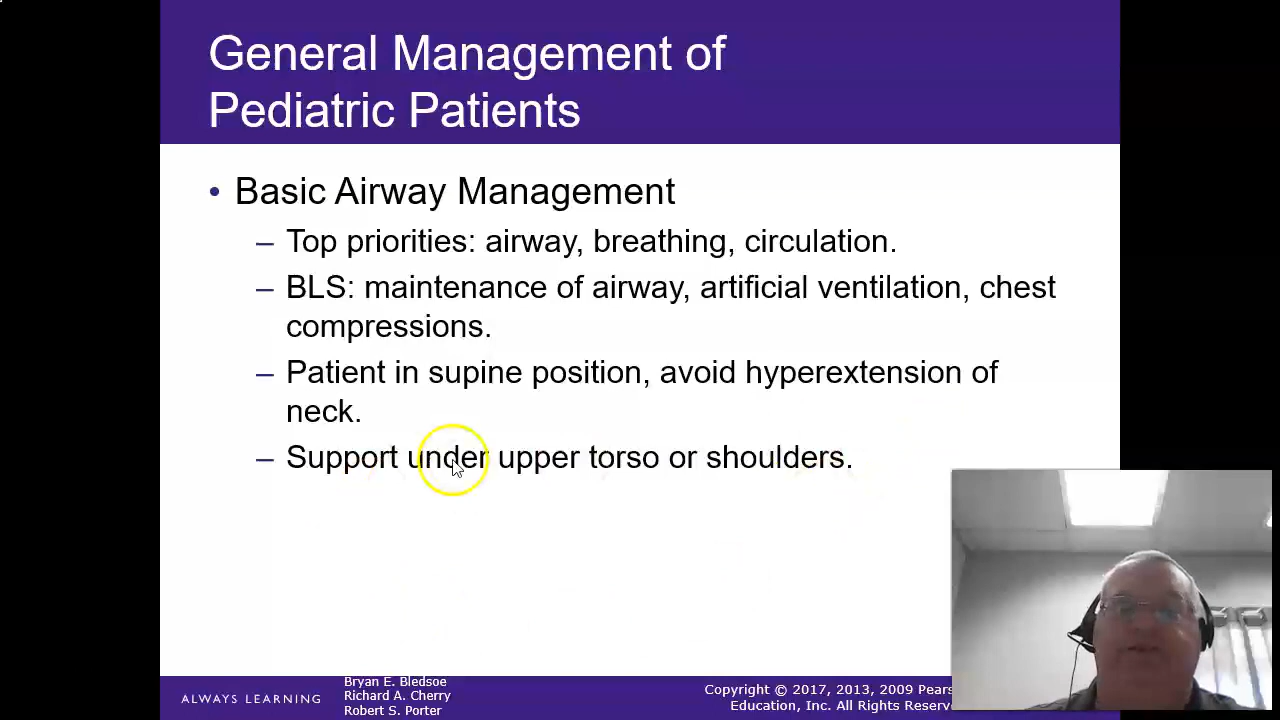 General Management of
Pediatric Patients
• Basic Airway Management
– Top priorities: airway, breathing, circulation.
– BLS: maintenance of airway, artificial ventilation, chest
compressions.
– Patient in supine position, avoid hyperextension of
neck.
– Support under upper torso or shoulders.
ALWAYS LEARNING
Bryan E. Bledsoe
Richard A. Cherry
Robert S. Porter
Copyright © 2017, 2013, 2009
Education, Inc. All Rights